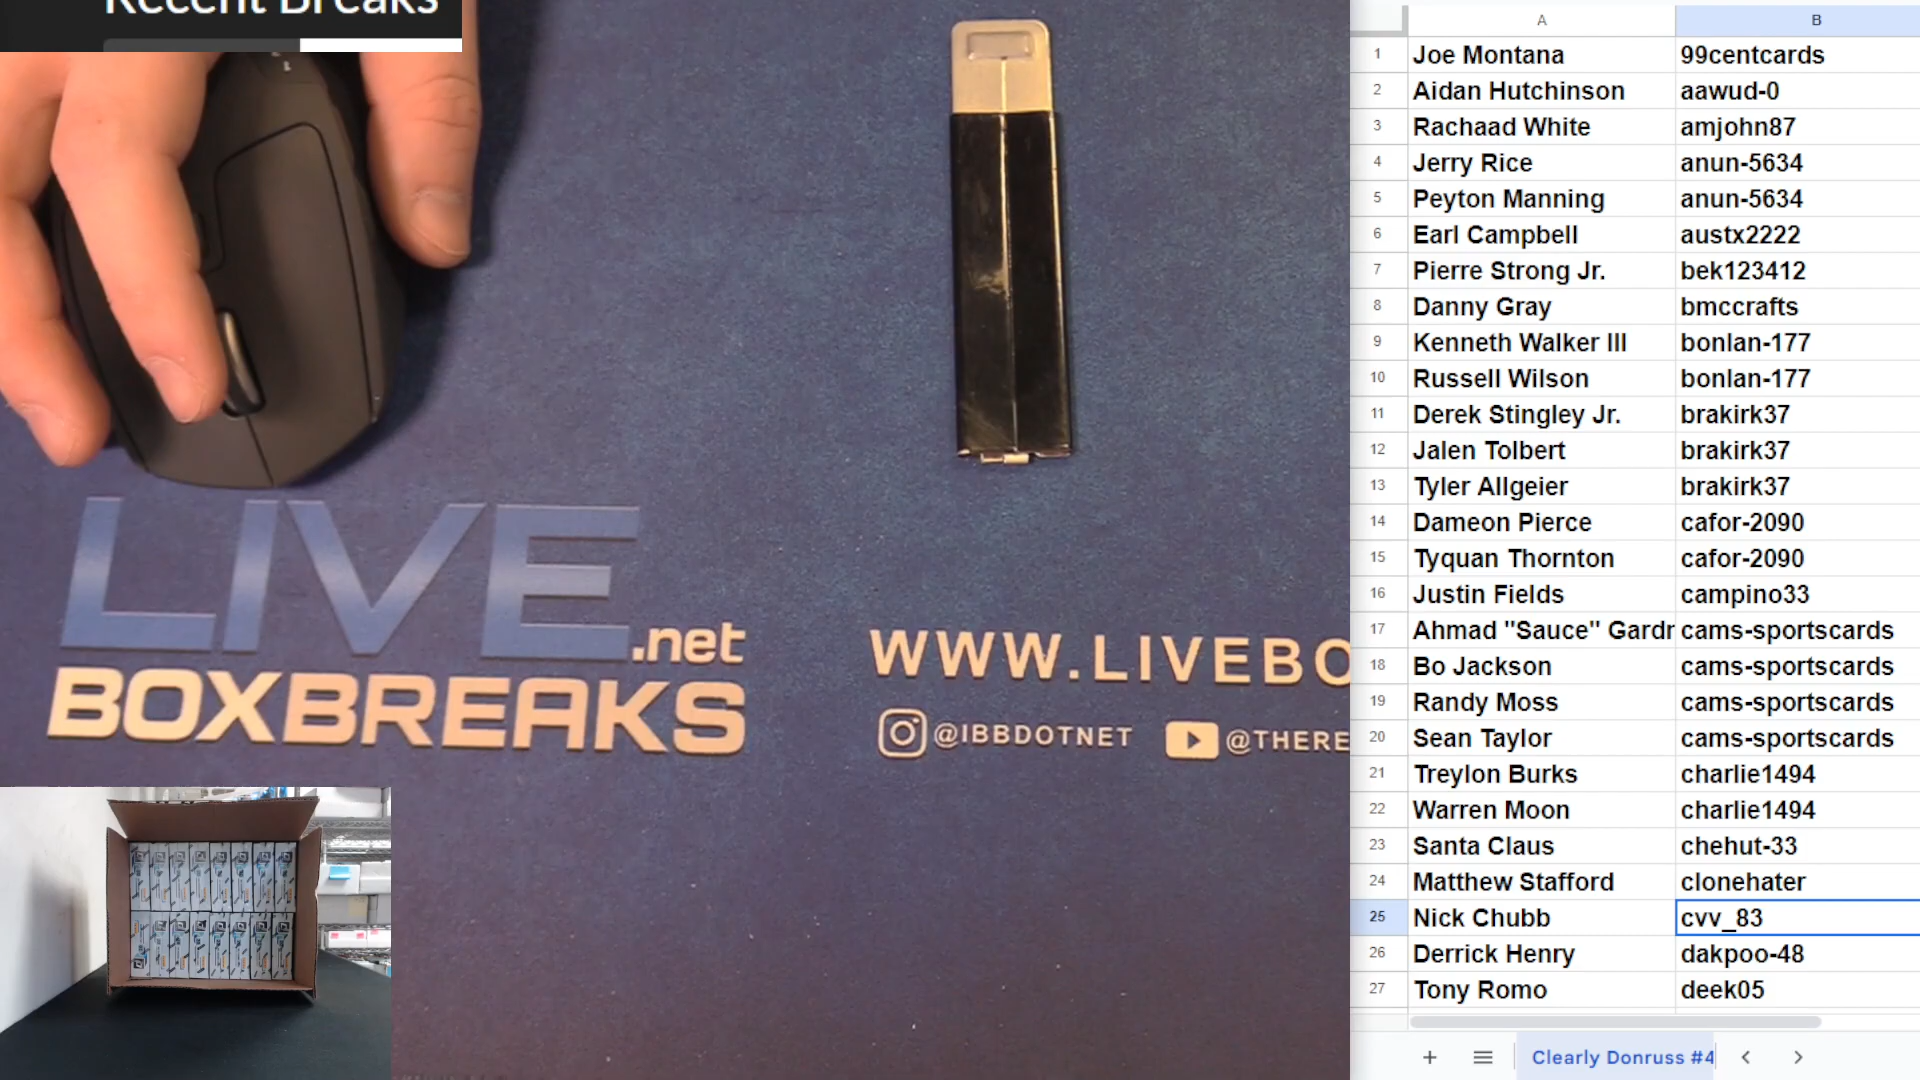 Recent Breaks
LIVE.net
BOXBREAKS
WWW.LIVEBO
@IBBDOTNET
@THERE
A B
1 Joe Montana 99centcards
2 Aidan Hutchinson aawud-0
3 Rachaad White amjohn87
4 Jerry Rice anun-5634
5 Peyton Manning anun-5634
6 Earl Campbell austx2222
7 Pierre Strong Jr. bek123412
8 Danny Gray bmccrafts
9 Kenneth Walker III bonlan-177
10 Russell Wilson bonlan-177
11 Derek Stingley Jr. brakirk37
12 Jalen Tolbert brakirk37
13 Tyler Allgeier brakirk37
14 Dameon Pierce cafor-2090
15 Tyquan Thornton cafor-2090
16 Justin Fields campino33
17 Ahmad "Sauce" Gardr cams-sportscards
18 Bo Jackson cams-sportscards
19 Randy Moss cams-sportscards
20 Sean Taylor cams-sportscards
21 Treylon Burks charlie1494
22 Warren Moon charlie1494
23 Santa Claus chehut-33
24 Matthew Stafford clonehater
25 Nick Chubb cvv_83
26 Derrick Henry dakpoo-48
27 Tony Romo deek05
Clearly Donruss #4